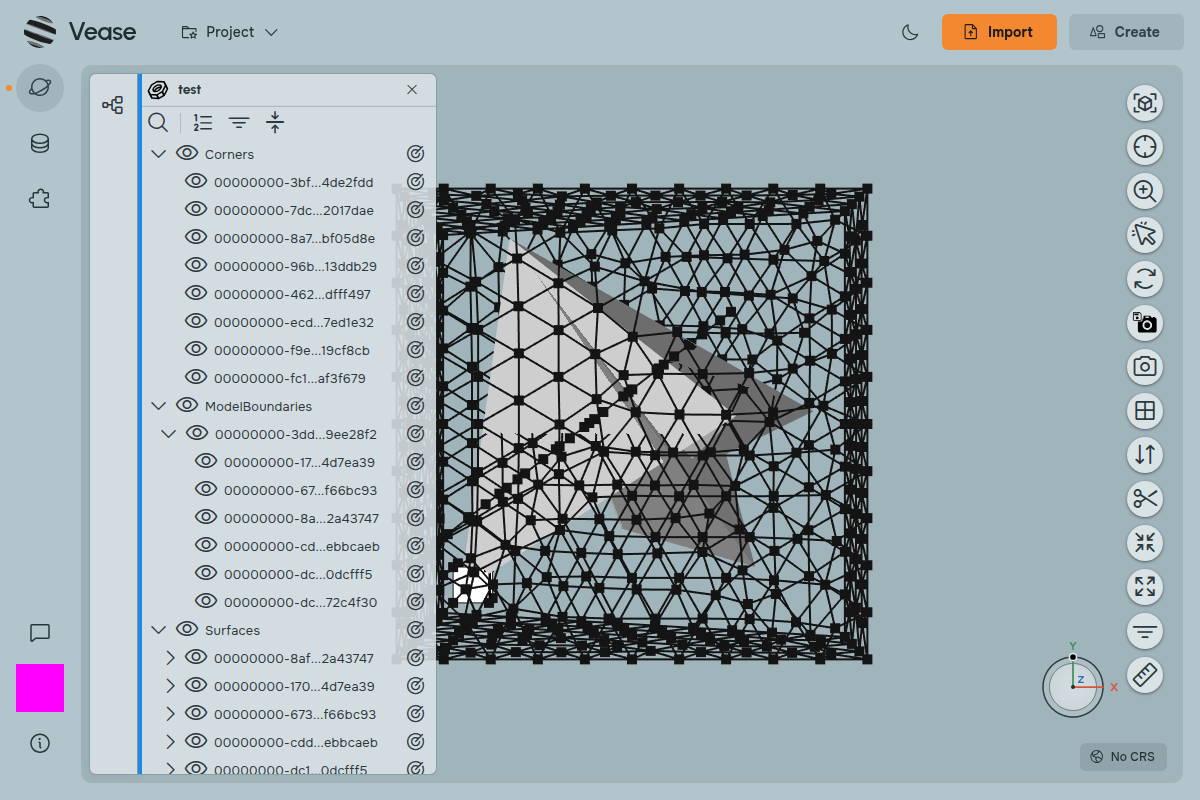 Vease
Project
Import
Create
test
Corners
00000000-3bf...4de2fdd
00000000-7dc...2017dae
00000000-8a7...bf05d8e
00000000-96b...13ddb29
00000000-462...dfff497
00000000-ecd...7ed1e32
00000000-f9e...19cf8cb
00000000-fc1...af3f679
ModelBoundaries
00000000-3dd...9ee28f2
00000000-17...4d7ea39
00000000-67...f66bc93
00000000-8a...2a43747
00000000-cd...ebbcaeb
00000000-dc...0dcfff5
00000000-dc...72c4f30
Surfaces
00000000-8af...2a43747
00000000-170...4d7ea39
00000000-673...f66bc93
00000000-cdd...ebbcaeb
00000000-dc1...0dcfff5
Y
Z
X
No CRS